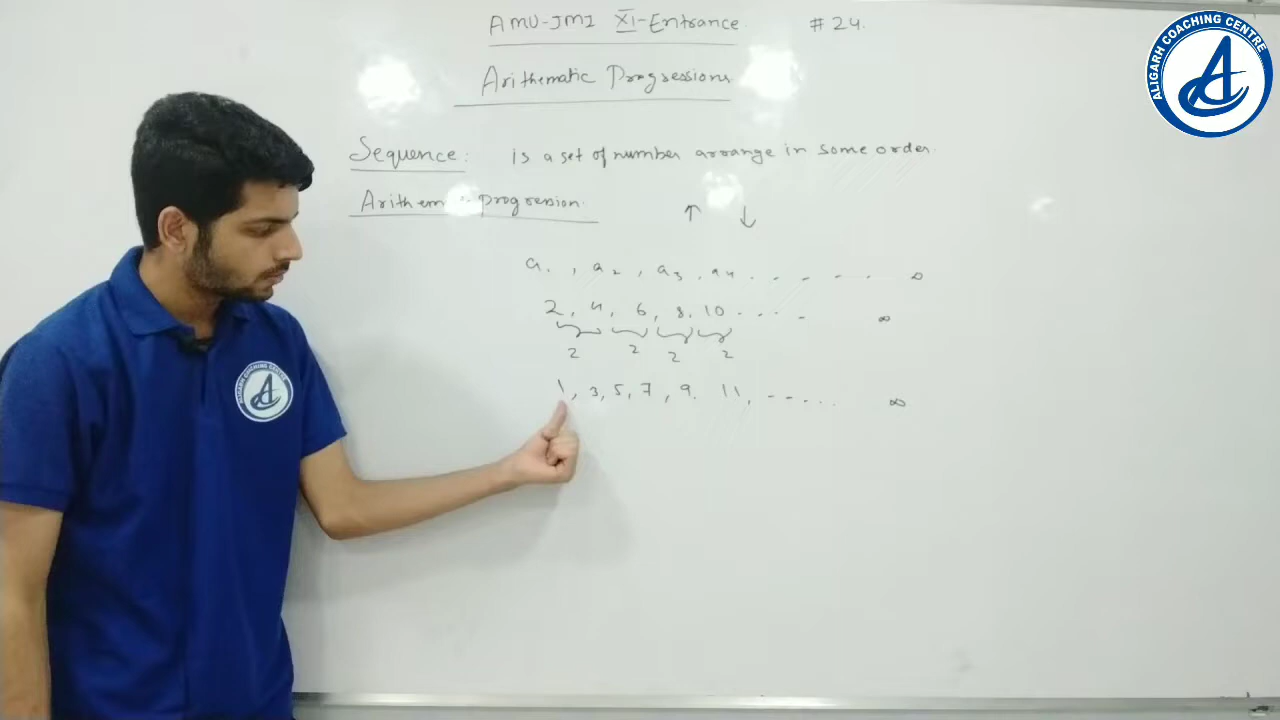 AMU-JMI XI-Entrance #24.
Arithematic Progressions
Sequence: is a set of number arrange in some order.
Arithem progression.
↑ ↓
a₁, a₂, a₃, a₄ . . . . . . . ∞
2, 4, 6, 8, 10 . . . . . ∞
2 2 2 2
1, 3, 5, 7, 9. 11, - - . . . . ∞
ALIGARH COACHING CENTRE
A